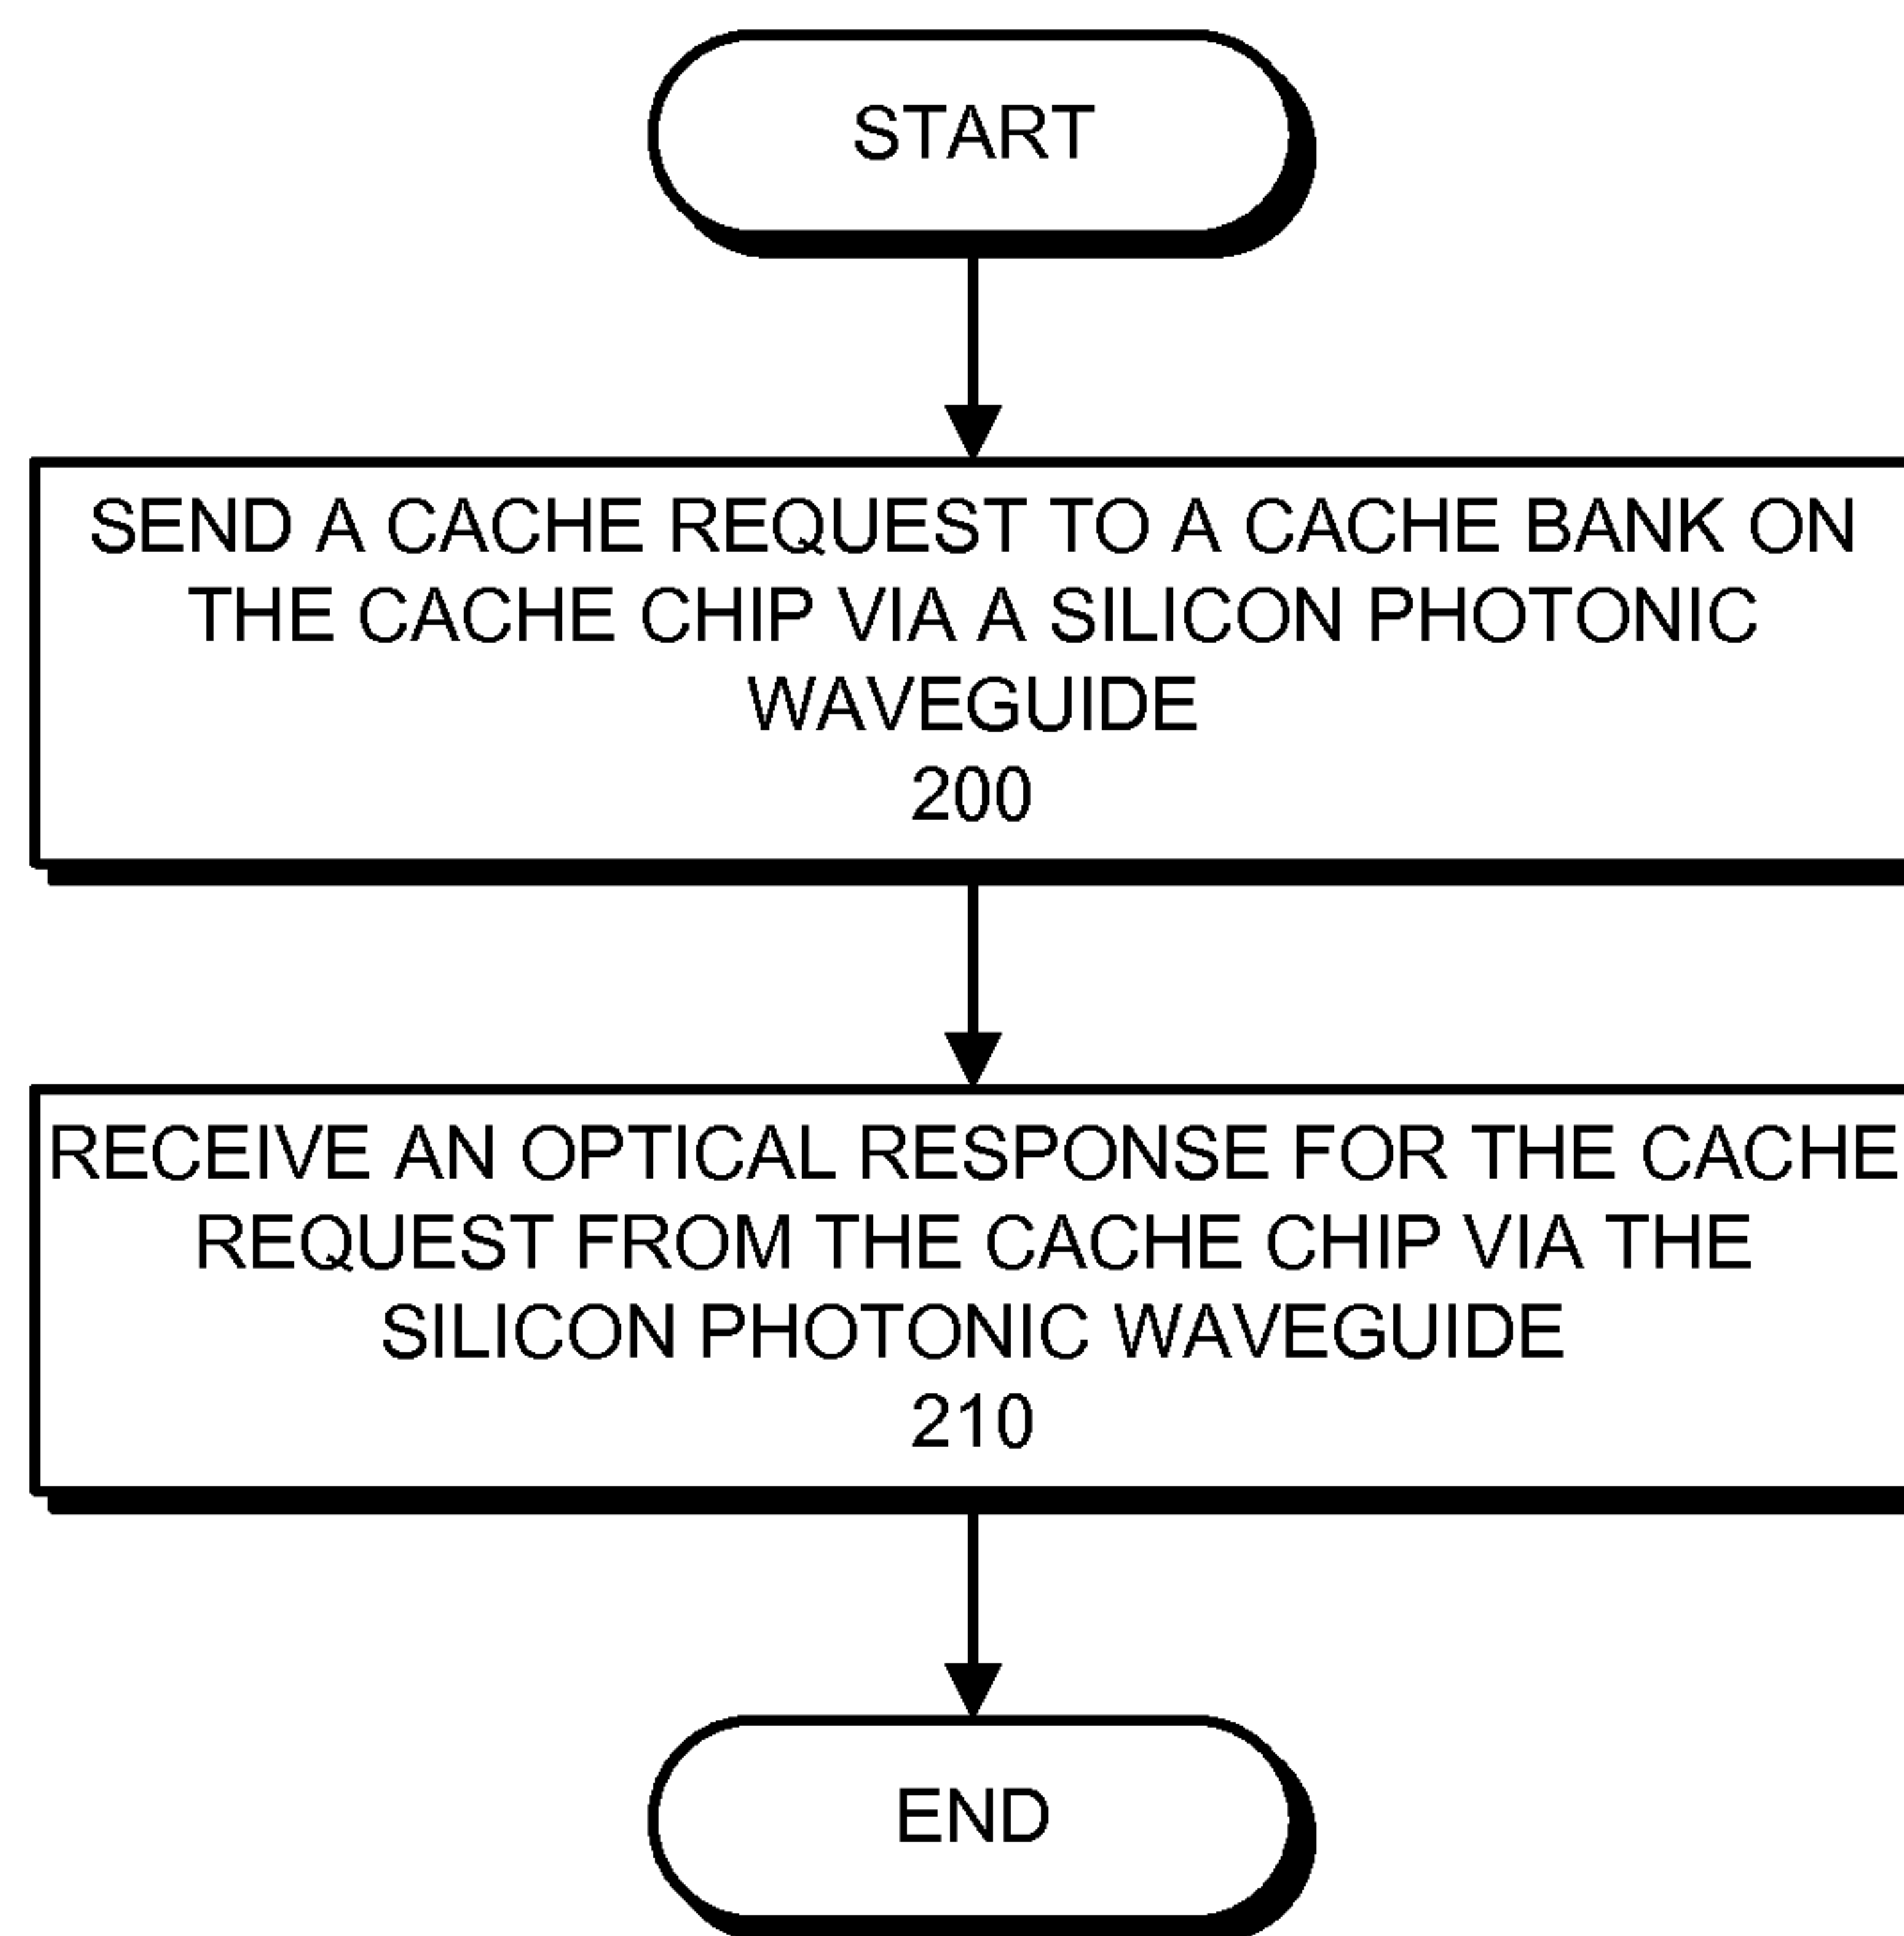 START
SEND A CACHE REQUEST TO A CACHE BANK ON
THE CACHE CHIP VIA A SILICON PHOTONIC
WAVEGUIDE
200
RECEIVE AN OPTICAL RESPONSE FOR THE CACHE
REQUEST FROM THE CACHE CHIP VIA THE
SILICON PHOTONIC WAVEGUIDE
210
END